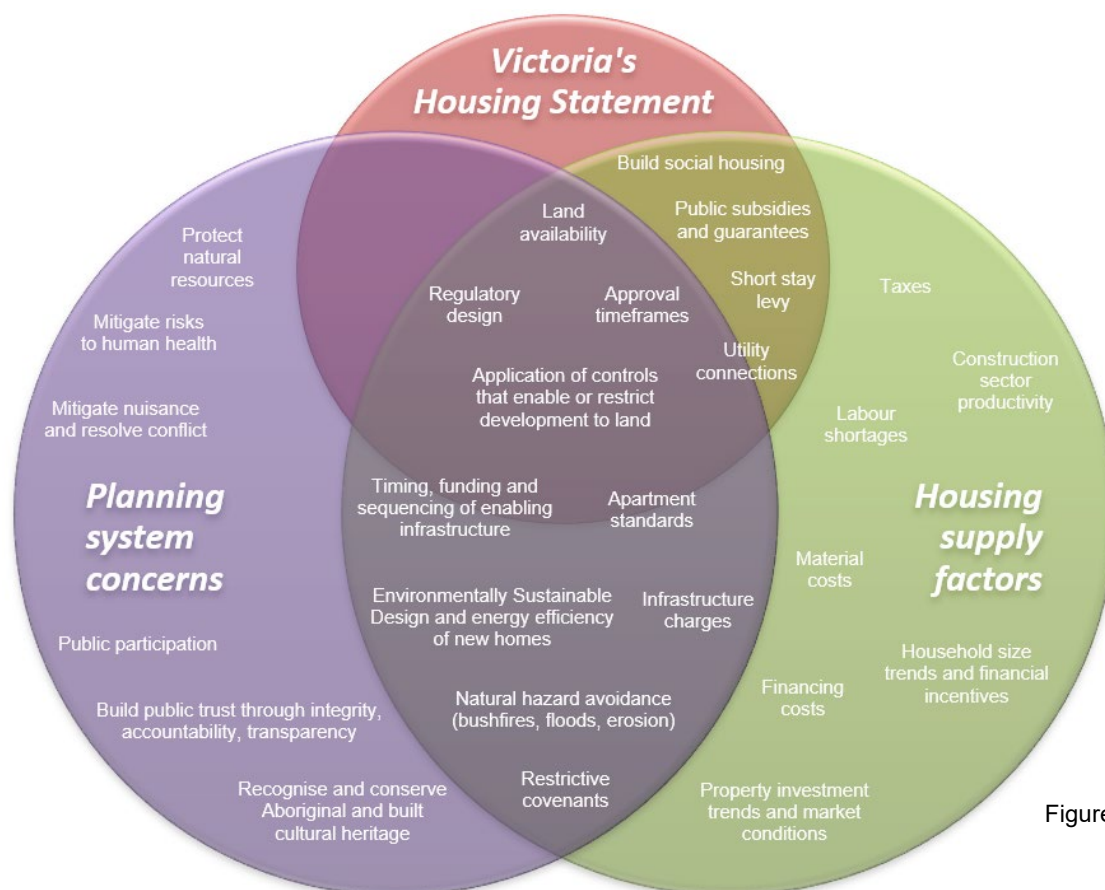 Victoria's
Housing Statement
Build social housing
Land
availability
Public subsidies
and guarantees
Protect
natural
resources
Regulatory
design
Approval
timeframes
Short stay
levy
Taxes
Mitigate risks
to human health
Utility
connections
Construction
sector
productivity
Application of controls
that enable or restrict
development to land
Mitigate nuisance
and resolve conflict
Labour
shortages
Planning
system
concerns
Timing, funding and
sequencing of enabling
infrastructure
Apartment
standards
Housing
supply
factors
Material
costs
Environmentally Sustainable
Design and energy efficiency
of new homes
Infrastructure
charges
Public participation
Household size
trends and financial
incentives
Financing
costs
Natural hazard avoidance
(bushfires, floods, erosion)
Build public trust through integrity,
accountability, transparency
Restrictive
covenants
Recognise and conserve
Aboriginal and built
cultural heritage
Property investment
trends and market
conditions
Figure